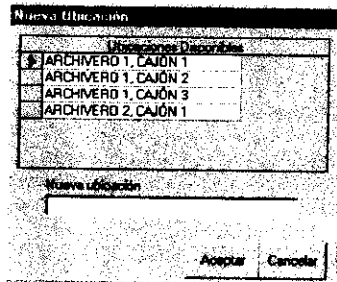 Nueva Ubicación
Ubicaciones Disponibles
ARCHIVERO 1, CAJÓN 1
ARCHIVERO 1, CAJÓN 2
ARCHIVERO 1, CAJÓN 3
ARCHIVERO 2, CAJÓN 1
Nueva ubicación
Aceptar Cancelar